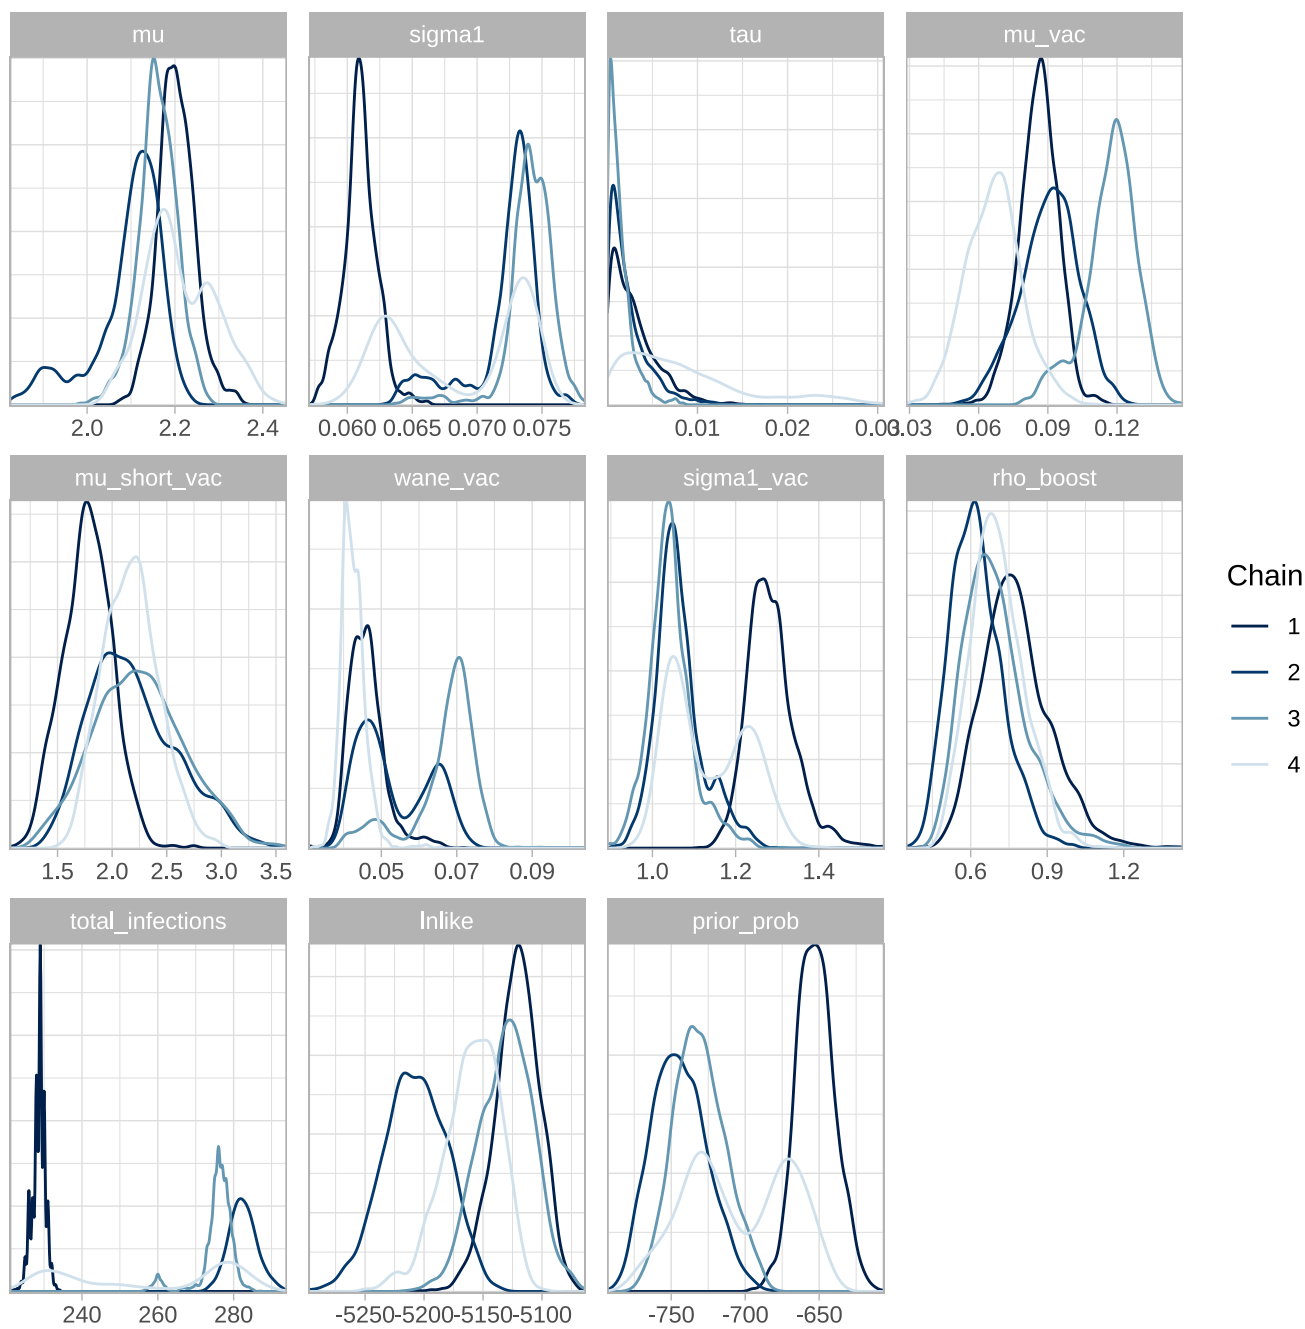 mu sigma1 tau mu_vac
2.0 2.2 2.4 0.060 0.065 0.070 0.075 0.01 0.02 0.03 0.03 0.06 0.09 0.12
mu_short_vac wane_vac sigma1_vac rho_boost
Chain
1
2
3
4
1.5 2.0 2.5 3.0 3.5 0.05 0.07 0.09 1.0 1.2 1.4 0.6 0.9 1.2
total_infections lnlike prior_prob
240 260 280 -5250 -5200 -5150 -5100 -750 -700 -650